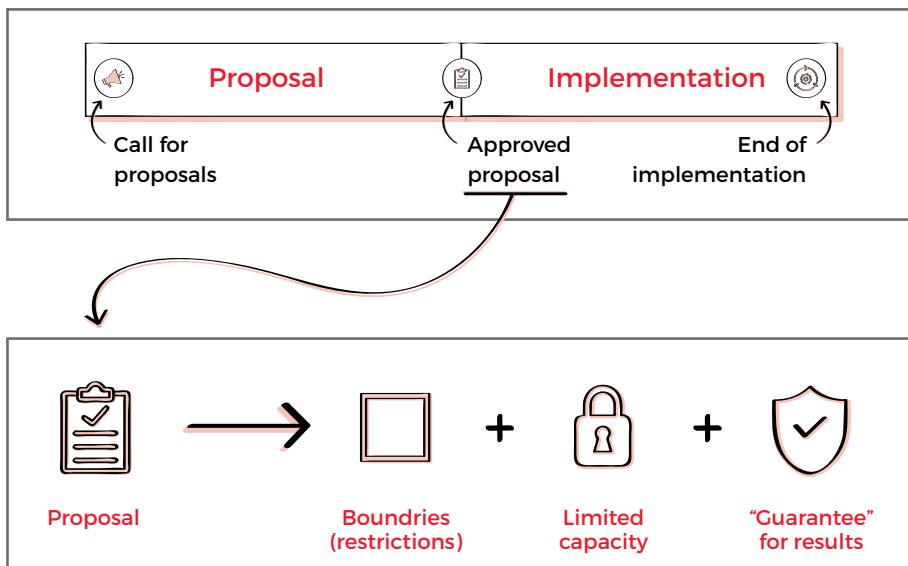 Proposal
Implementation
Call for
proposals
Approved
proposal
End of
implementation
Proposal
Boundries
(restrictions)
+
Limited
capacity
+
“Guarantee”
for results